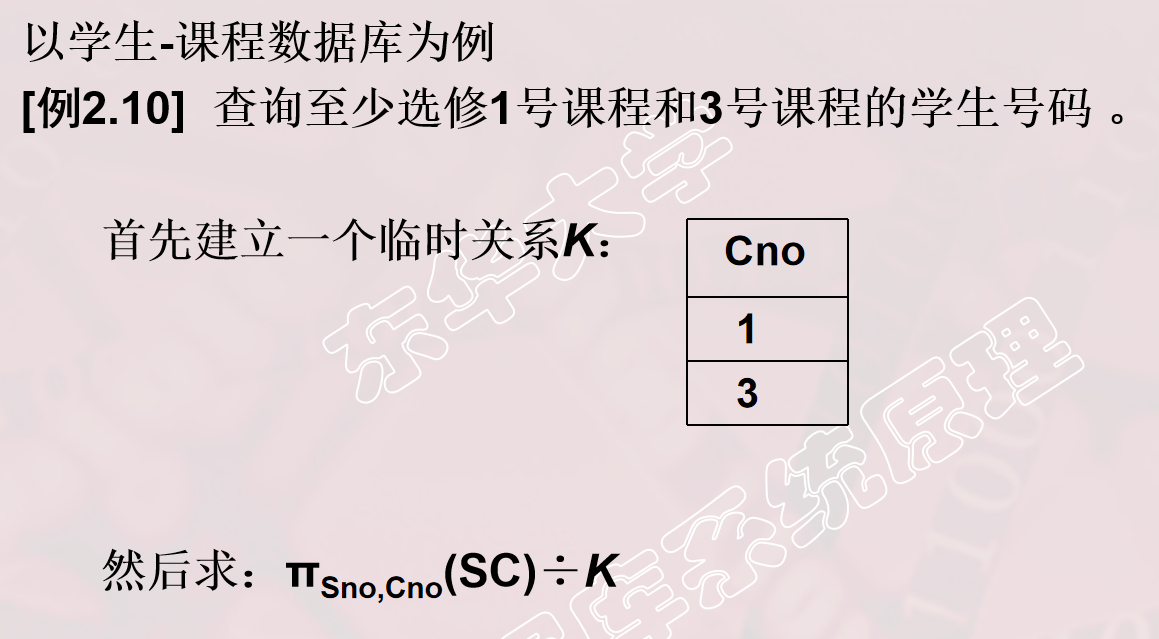 以学生-课程数据库为例
[例2.10] 查询至少选修1号课程和3号课程的学生号码 。
首先建立一个临时关系K：
Cno
1
3
然后求：πSno,Cno(SC)÷K
东华大学
数据库系统原理